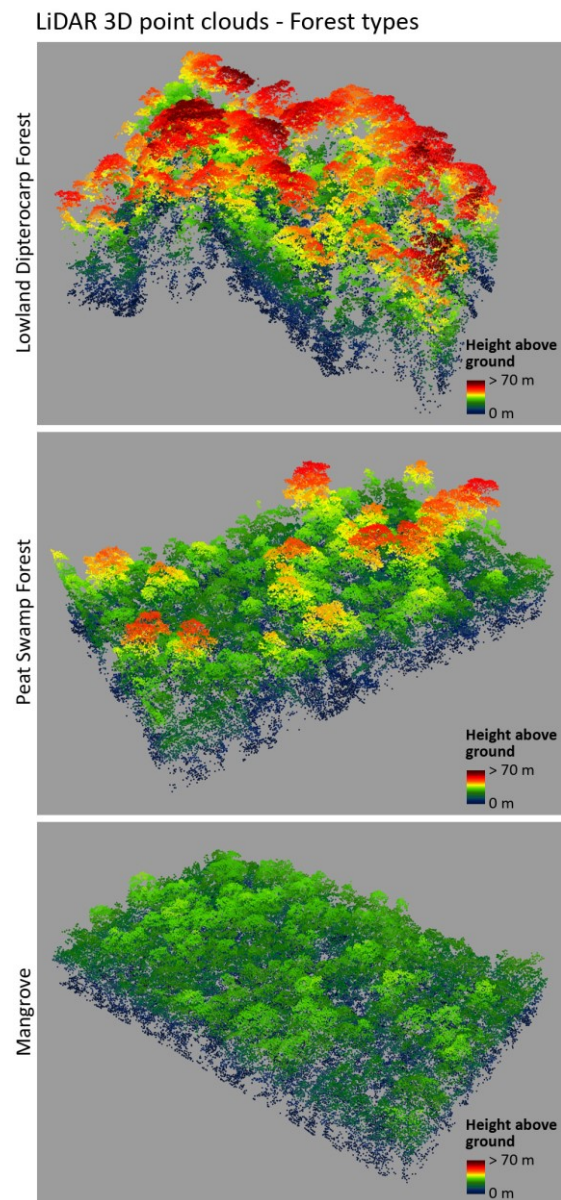 LiDAR 3D point clouds - Forest types
Lowland Dipterocarp Forest
Height above
ground
> 70 m
0 m
Peat Swamp Forest
Height above
ground
> 70 m
0 m
Mangrove
Height above
ground
> 70 m
0 m